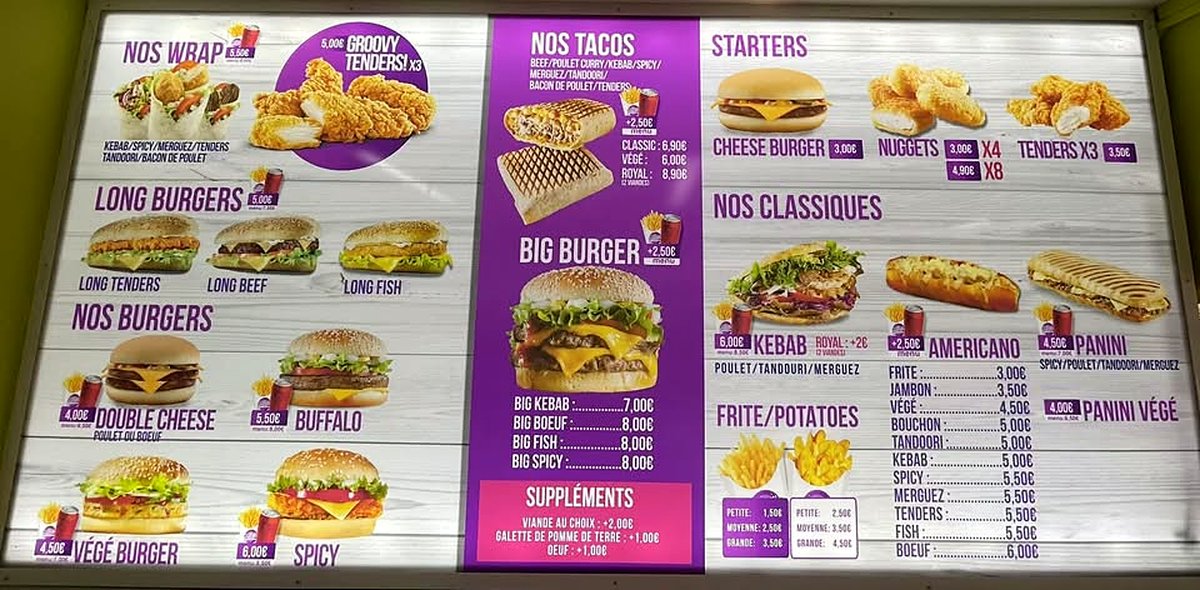 NOS WRAP
5,50€
5,00€ GROOVY
TENDERS! X3
KEBAB/SPICY/MERGUEZ/TENDERS
TANDOORI/BACON DE POULET
LONG BURGERS
5,00€
LONG TENDERS
LONG BEEF
LONG FISH
NOS BURGERS
4,00€
DOUBLE CHEESE
POULET OU BOEUF
5,50€
BUFFALO
4,50€
VÉGÉ BURGER
6,00€
SPICY
NOS TACOS
BEEF/POULET CURRY/KEBAB/SPICY/
MERGUEZ/TANDOORI/
BACON DE POULET/TENDERS
+2,50€
menu
CLASSIC : 6,90€
VÉGÉ : 6,00€
ROYAL : 8,90€
(2 VIANDES)
BIG BURGER
+2,50€
menu
BIG KEBAB :..............7,00€
BIG BOEUF :..............8,00€
BIG FISH :................8,00€
BIG SPICY :...............8,00€
SUPPLÉMENTS
VIANDE AU CHOIX : +2,00€
GALETTE DE POMME DE TERRE : +1,00€
OEUF : +1,00€
STARTERS
CHEESE BURGER 3,00€
NUGGETS 3,00€ X4
4,90€ X8
TENDERS X3 3,50€
NOS CLASSIQUES
6,00€
KEBAB
ROYAL : +2€
(2 VIANDES)
POULET/TANDOURI/MERGUEZ
+2,50€
menu
AMERICANO
FRITE :....................3,00€
JAMBON :..................3,50€
VÉGÉ :.....................4,50€
BOUCHON :................5,00€
TANDOORI :................5,00€
KEBAB :....................5,00€
SPICY :.....................5,50€
MERGUEZ :.................5,50€
TENDERS :.................5,50€
FISH :......................5,50€
BOEUF :....................6,00€
4,50€
PANINI
SPICY/POULET/TANDOORI/MERGUEZ
4,00€
PANINI VÉGÉ
FRITE/POTATOES
PETITE: 1,50€
MOYENNE: 2,50€
GRANDE: 3,50€
PETITE: 2,50€
MOYENNE: 3,50€
GRANDE: 4,50€